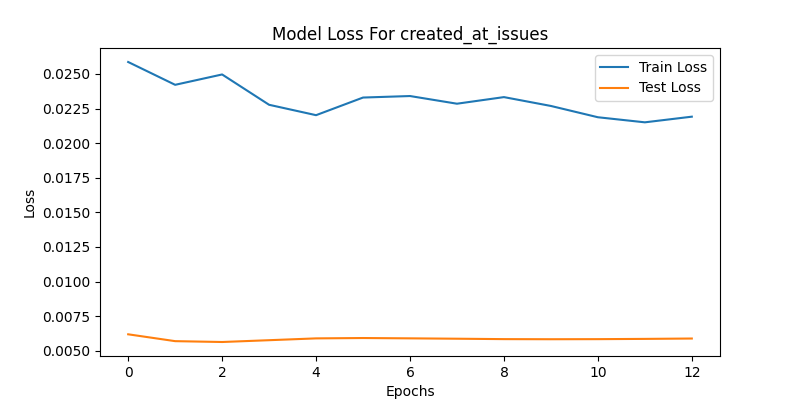 Model Loss For created_at_issues
Train Loss
Test Loss
0.0250
0.0225
0.0200
0.0175
0.0150
0.0125
0.0100
0.0075
0.0050
Loss
0 2 4 6 8 10 12
Epochs